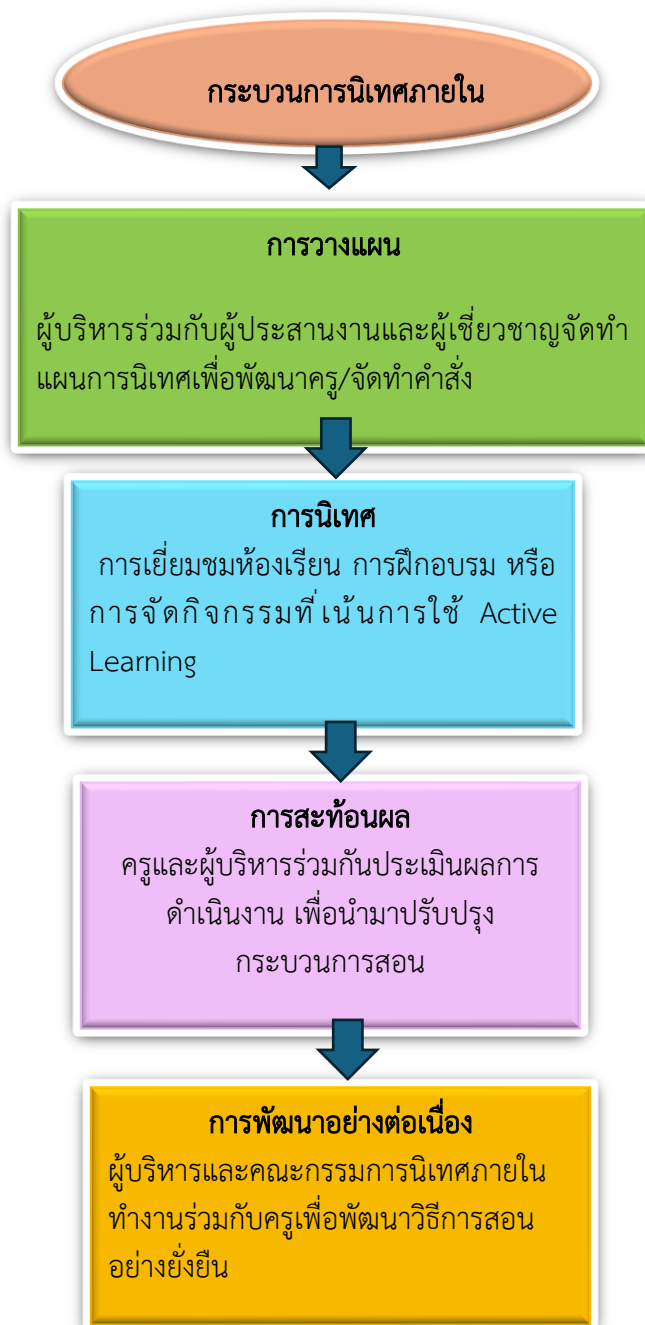 กระบวนการนิเทศภายใน
การวางแผน
ผู้บริหารร่วมกับผู้ประสานงานและผู้เชี่ยวชาญจัดทำ
แผนการนิเทศเพื่อพัฒนาครู/จัดทำคำสั่ง
การนิเทศ
การเยี่ยมชมห้องเรียน การฝึกอบรม หรือ
การจัดกิจกรรมที่เน้นการใช้ Active
Learning
การสะท้อนผล
ครูและผู้บริหารร่วมกันประเมินผลการ
ดำเนินงาน เพื่อนำมาปรับปรุง
กระบวนการสอน
การพัฒนาอย่างต่อเนื่อง
ผู้บริหารและคณะกรรมการนิเทศภายใน
ทำงานร่วมกับครูเพื่อพัฒนาวิธีการสอน
อย่างยั่งยืน